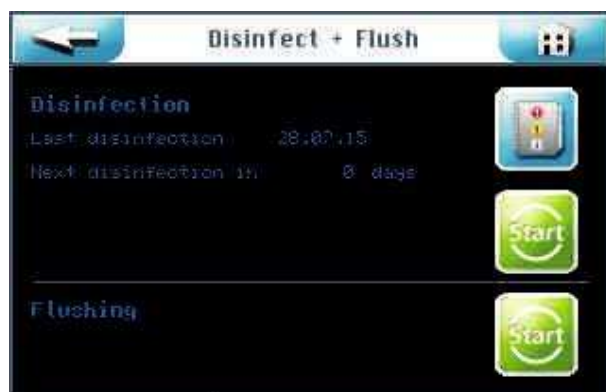 Disinfect + Flush
Disinfection
Last disinfection 28.07.15
Next disinfection in 0 days
Start
Flushing
Start